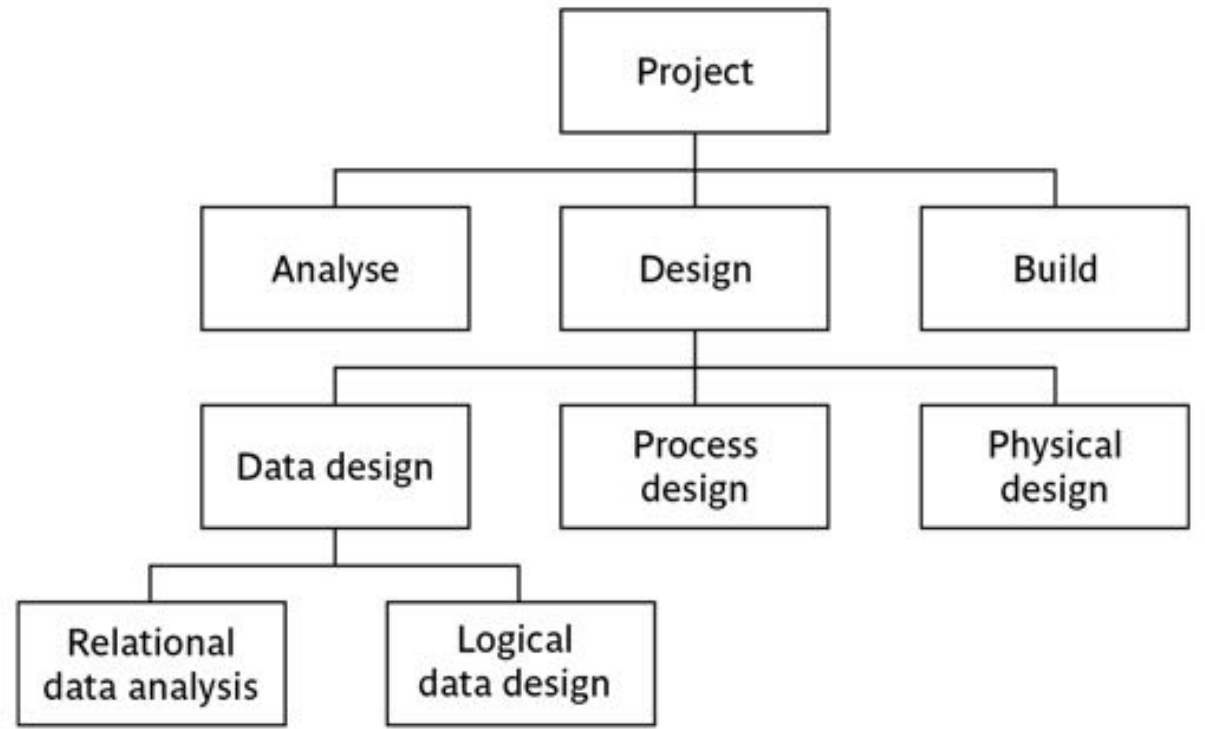 Project
Analyse
Design
Build
Data design
Process
design
Physical
design
Relational
data analysis
Logical
data design